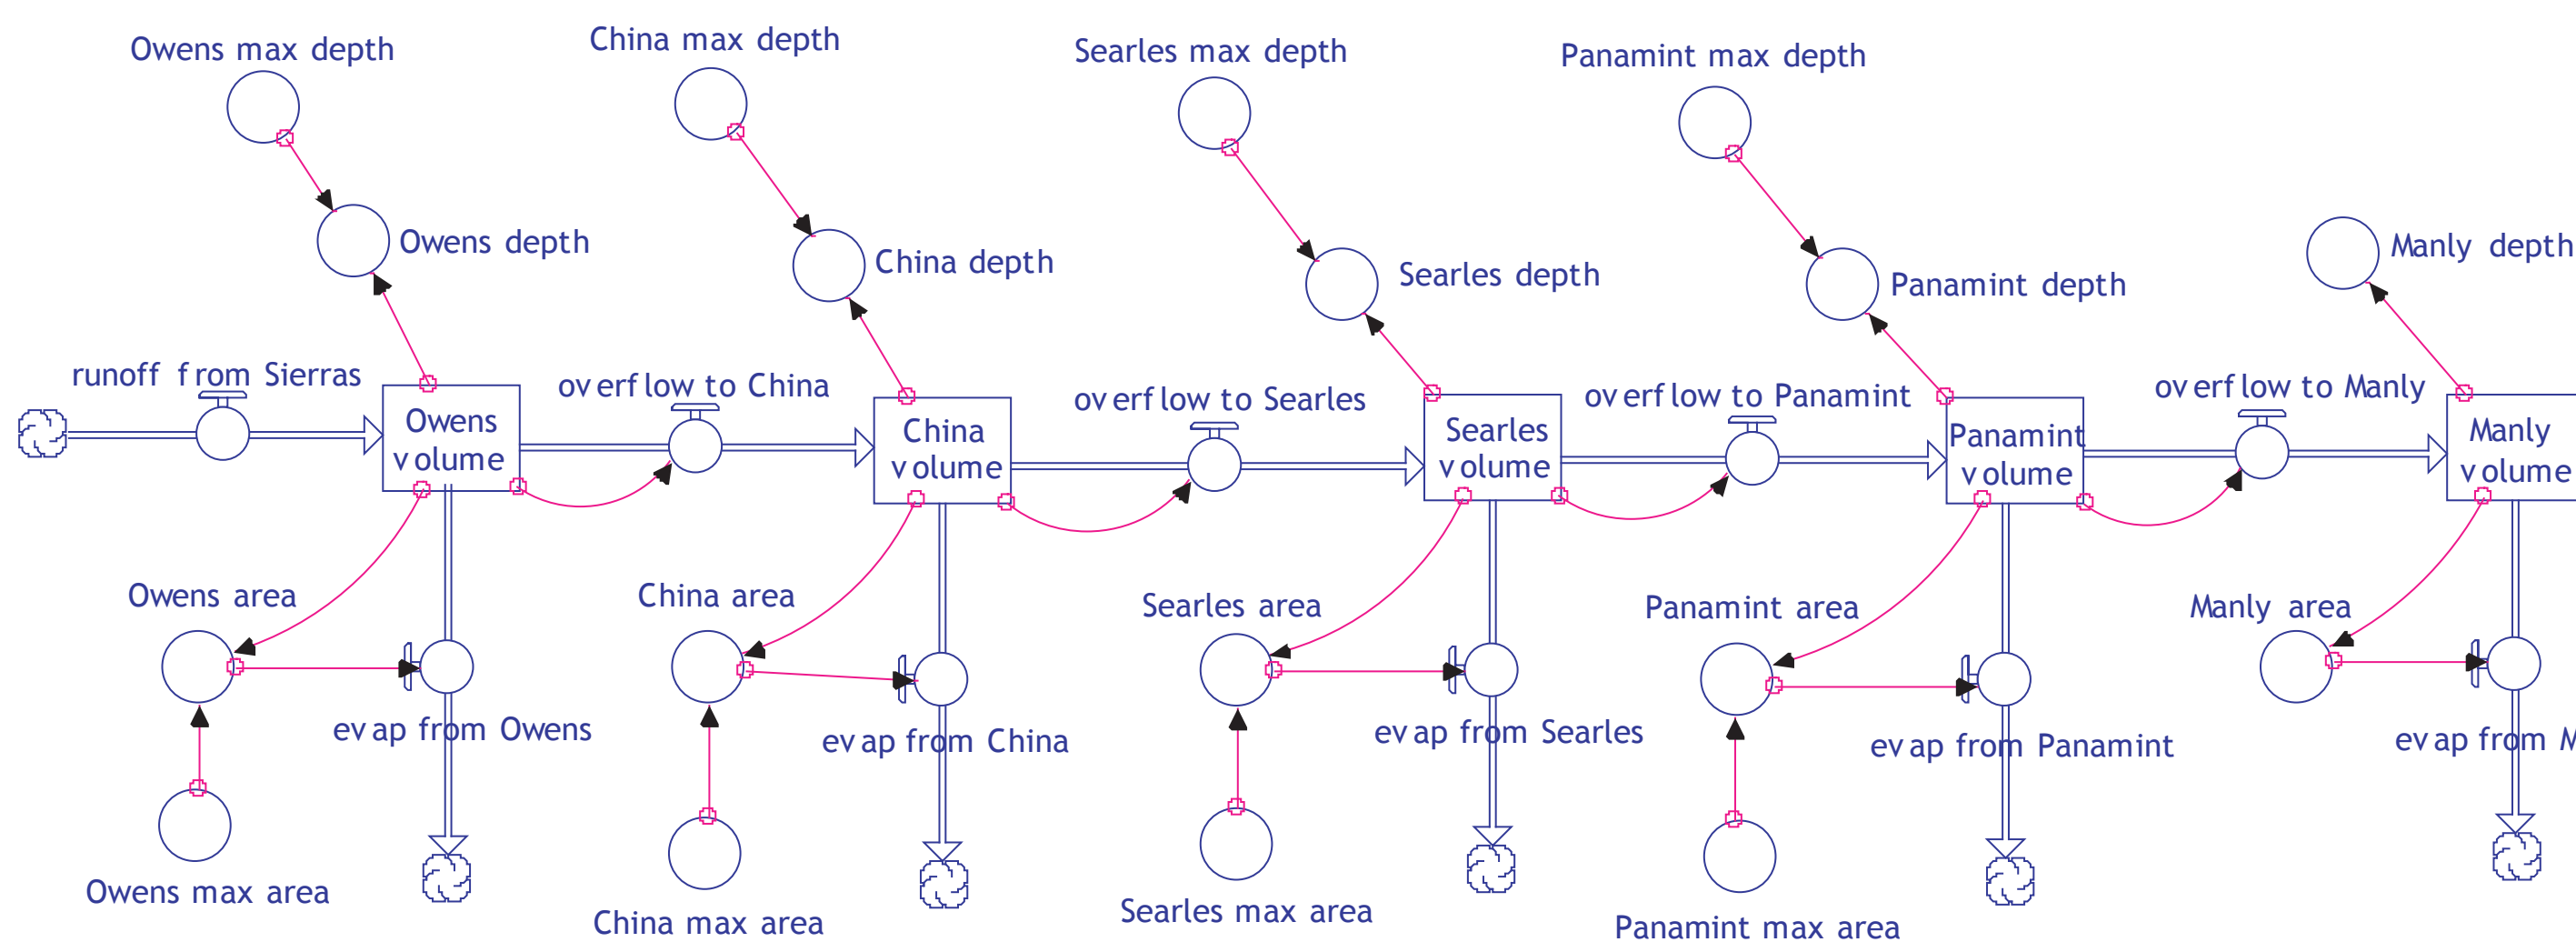 Owens max depth
China max depth
Searles max depth
Panamint max depth
Owens depth
China depth
Searles depth
Panamint depth
Manly depth
runoff from Sierras
overflow to China
overflow to Searles
overflow to Panamint
overflow to Manly
Owens
volume
China
volume
Searles
volume
Panamint
volume
Manly
volume
Owens area
China area
Searles area
Panamint area
Manly area
evap from Owens
evap from China
evap from Searles
evap from Panamint
evap from M
Owens max area
China max area
Searles max area
Panamint max area